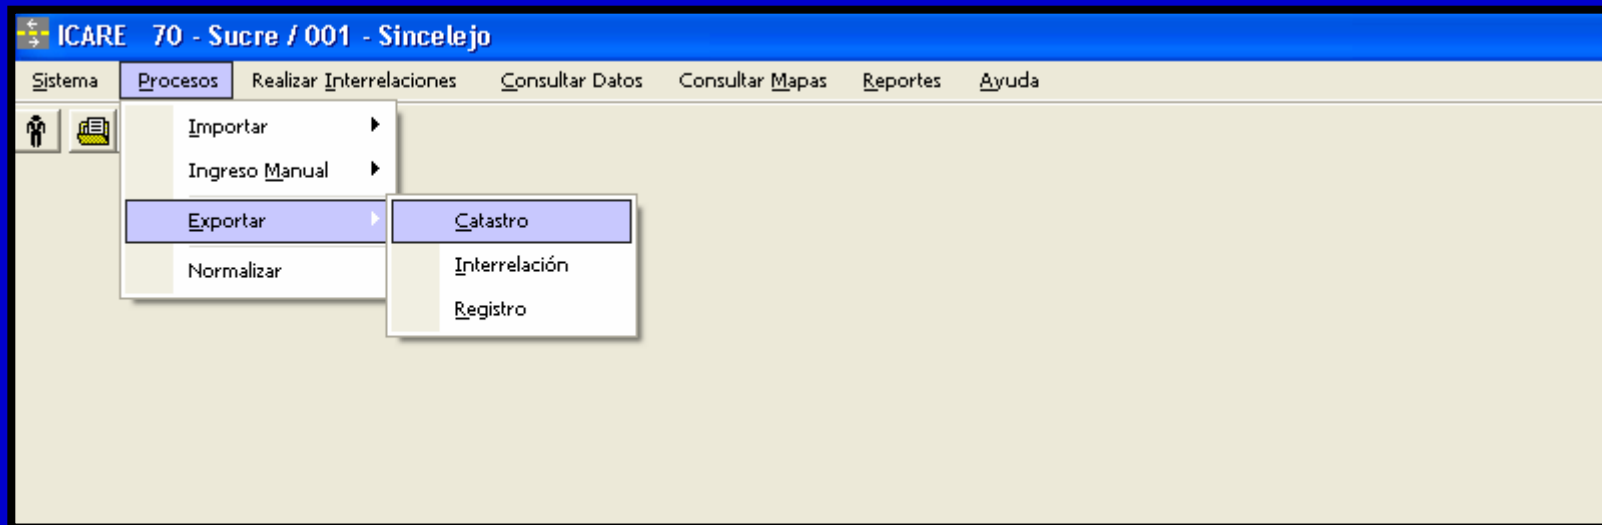 ICARE 70 - Sucre / 001 - Sincelejo
Sistema Procesos Realizar Interrelaciones Consultar Datos Consultar Mapas Reportes Ayuda
Importar
Ingreso Manual
Exportar
Normalizar
Catastro
Interrelación
Registro